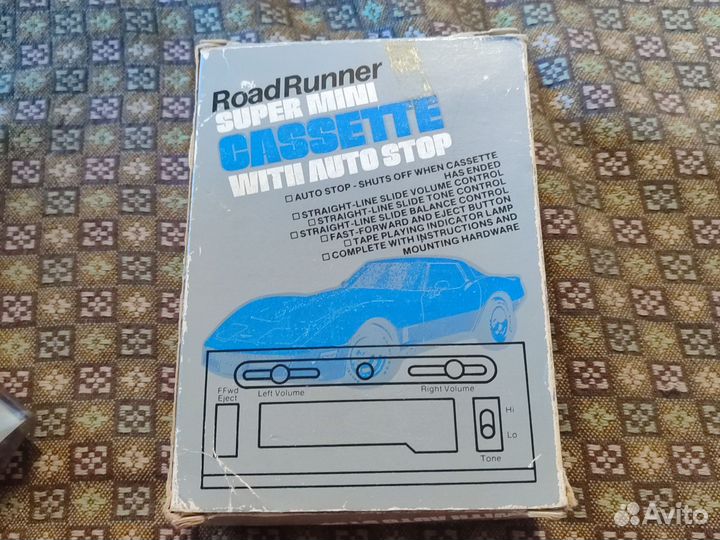 RoadRunner
SUPER MINI
CASSETTE
WITH AUTO STOP
□ AUTO STOP - SHUTS OFF WHEN CASSETTE
HAS ENDED
□ STRAIGHT-LINE SLIDE VOLUME CONTROL
□ STRAIGHT-LINE SLIDE TONE CONTROL
□ STRAIGHT-LINE SLIDE BALANCE CONTROL
□ FAST-FORWARD AND EJECT BUTTON
□ TAPE PLAYING INDICATOR LAMP
□ COMPLETE WITH INSTRUCTIONS AND
MOUNTING HARDWARE
FFwd
Eject
Left Volume
Right Volume
Hi
Lo
Tone
Avito